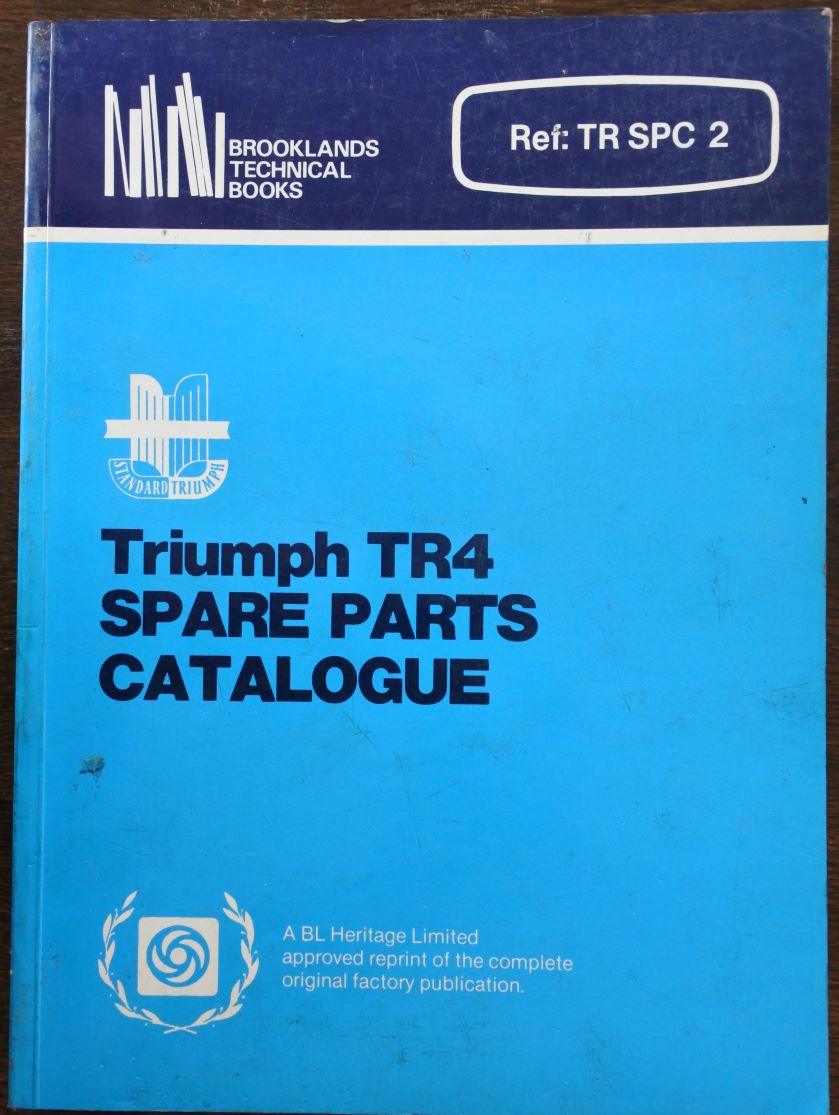 BROOKLANDS
TECHNICAL
BOOKS
Ref: TR SPC 2
STANDARD TRIUMPH
Triumph TR4
SPARE PARTS
CATALOGUE
A BL Heritage Limited
approved reprint of the complete
original factory publication.